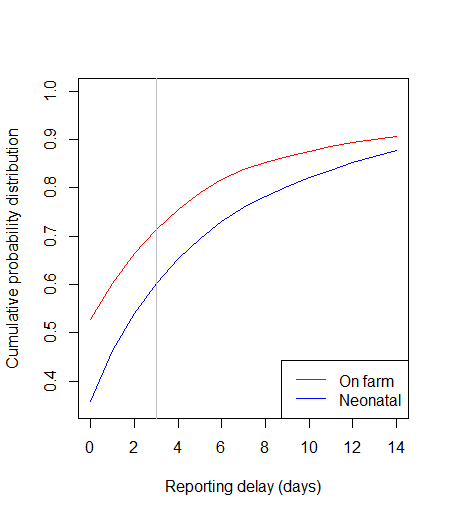 Cumulative probability distribution
1.0
0.9
0.8
0.7
0.6
0.5
0.4
On farm
Neonatal
0 2 4 6 8 10 12 14
Reporting delay (days)